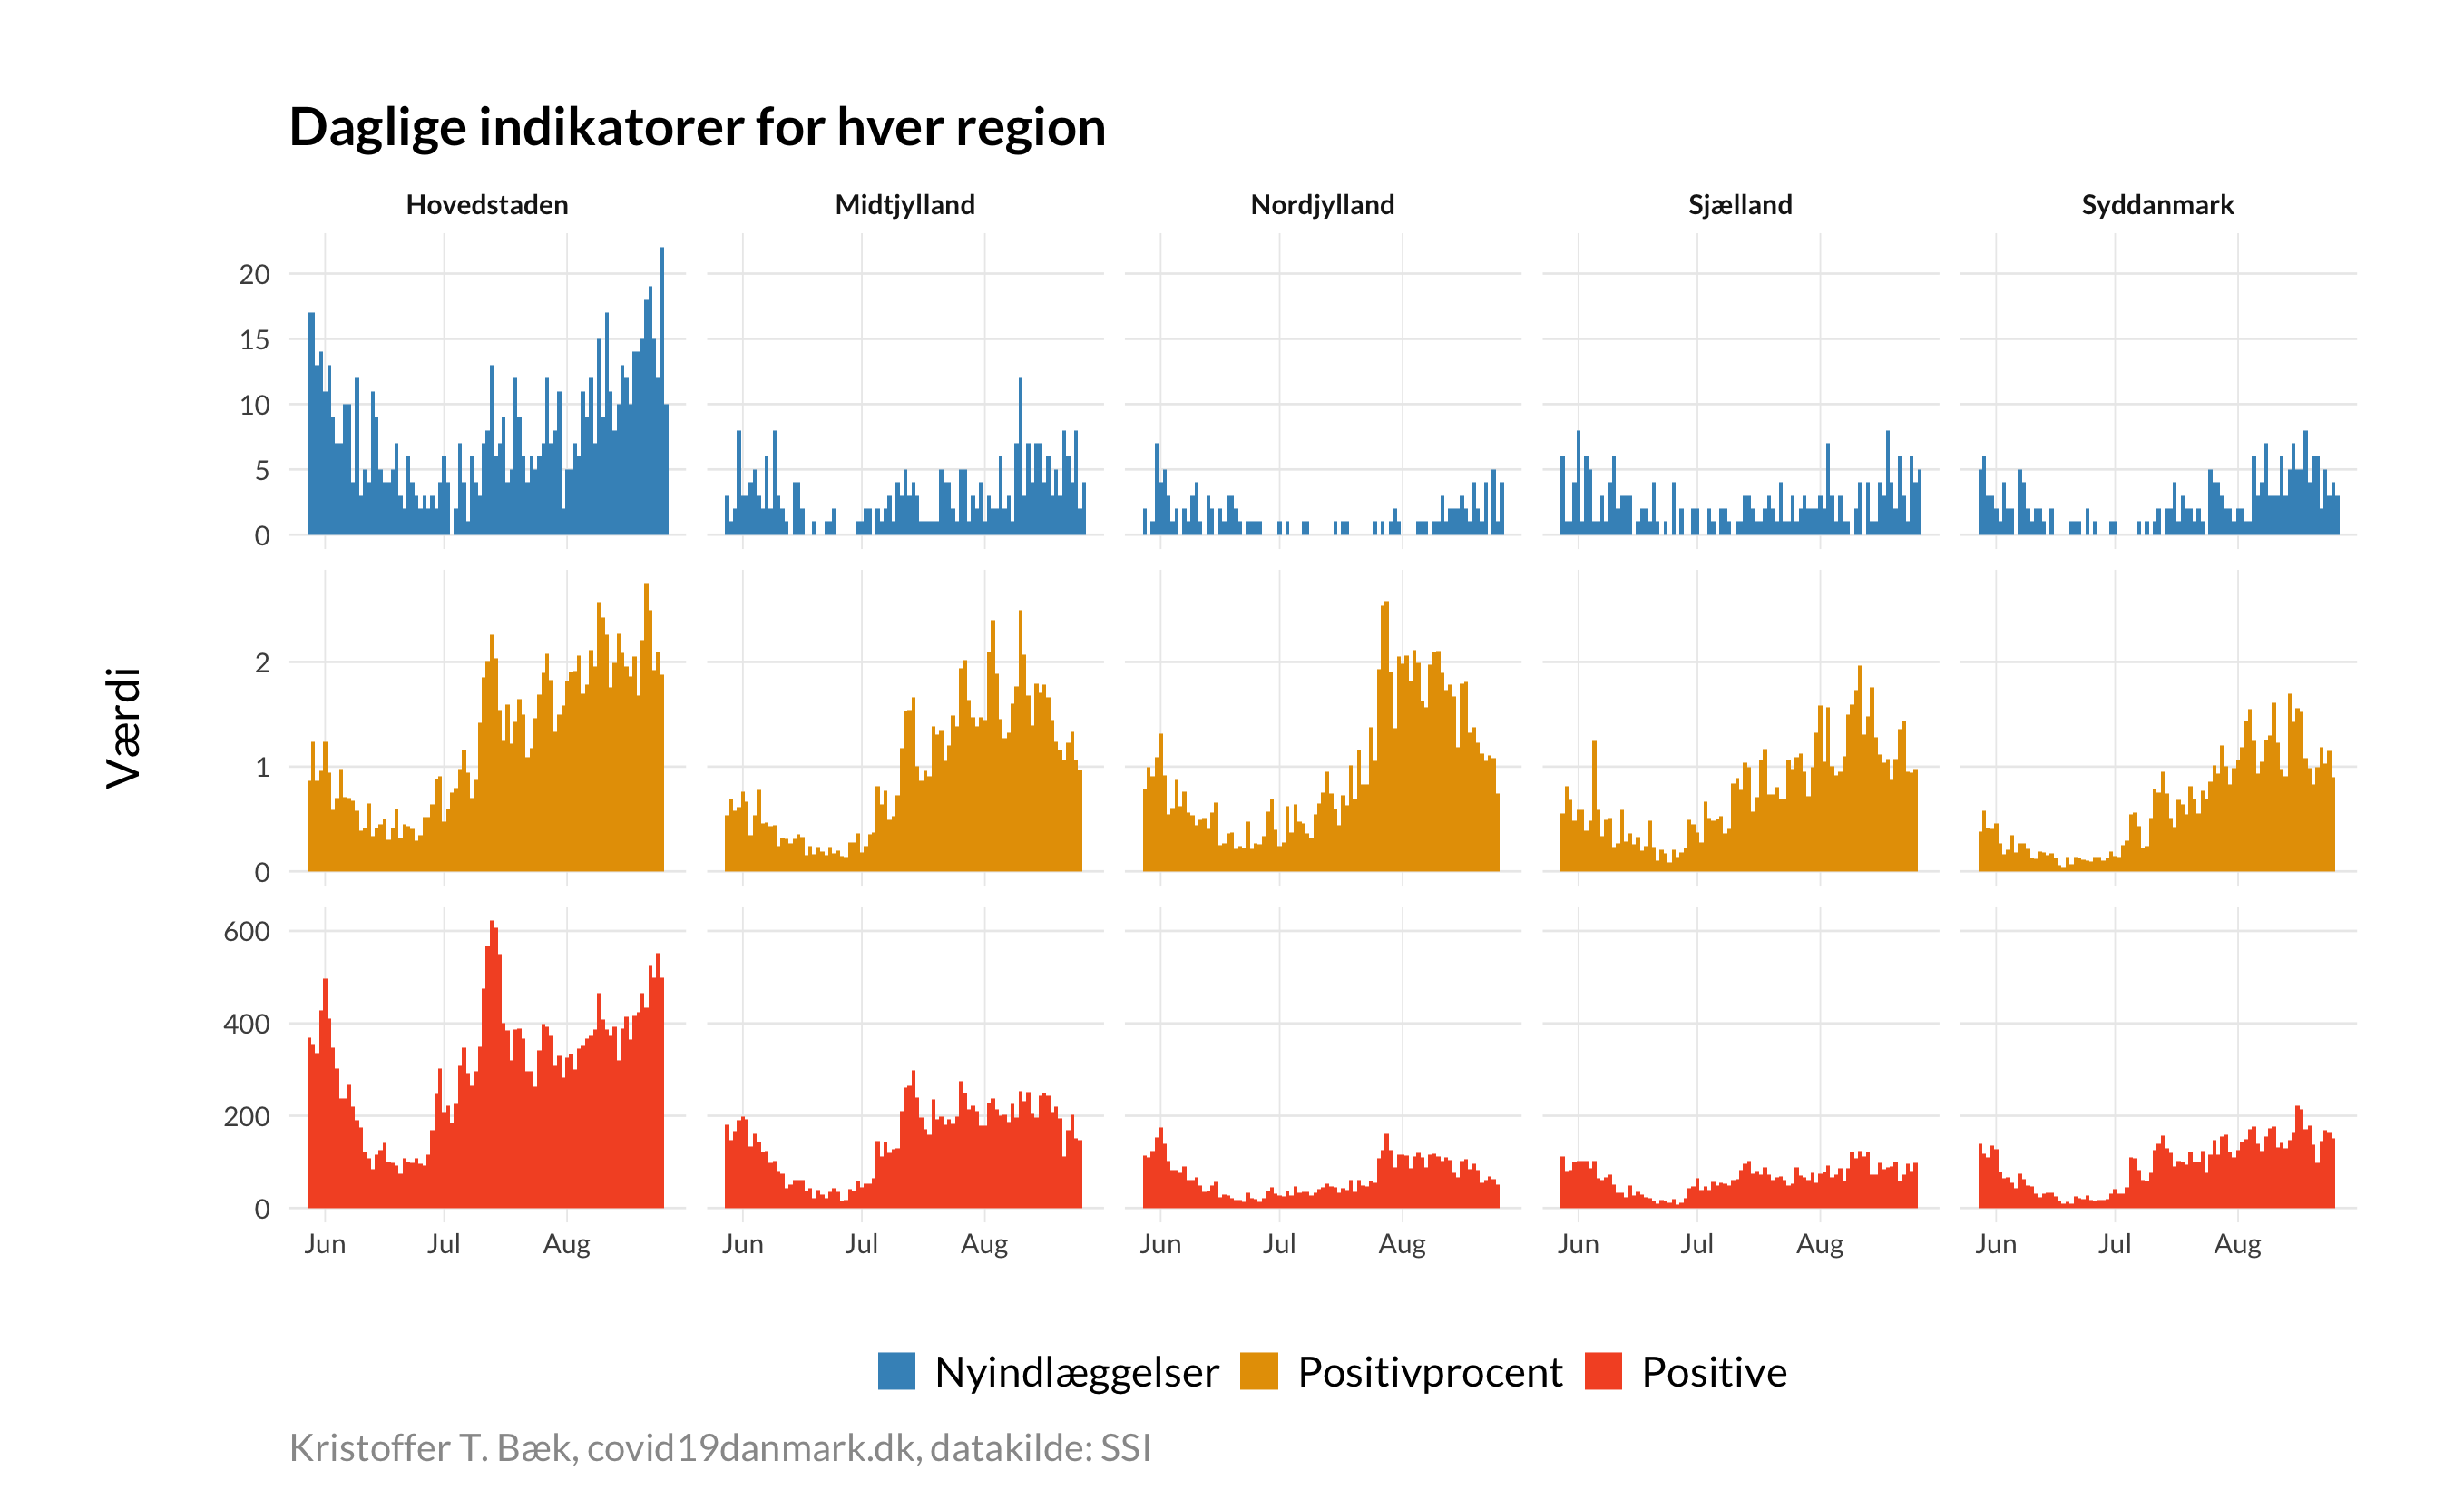 Daglige indikatorer for hver region
Hovedstaden Midtjylland Nordjylland Sjælland Syddanmark
20
15
10
5
0
2
1
0
600
400
200
0
Værdi
Jun Jul Aug Jun Jul Aug Jun Jul Aug Jun Jul Aug Jun Jul Aug
Nyindlæggelser Positivprocent Positive
Kristoffer T. Bæk, covid19danmark.dk, datakilde: SSI